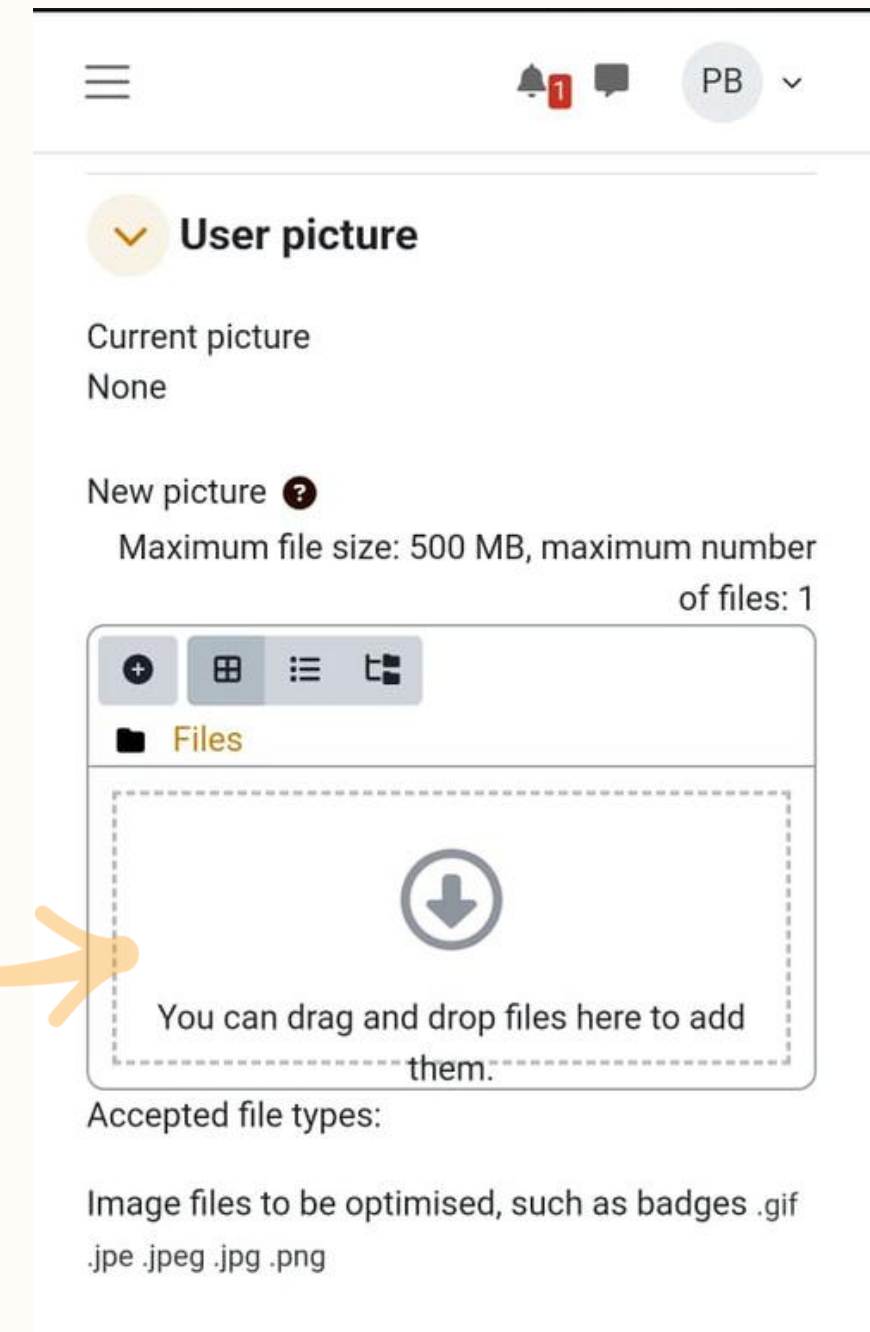 1
PB
User picture
Current picture
None
New picture ?
Maximum file size: 500 MB, maximum number
of files: 1
Files
You can drag and drop files here to add
them.
Accepted file types:
Image files to be optimised, such as badges .gif
.jpe .jpeg .jpg .png